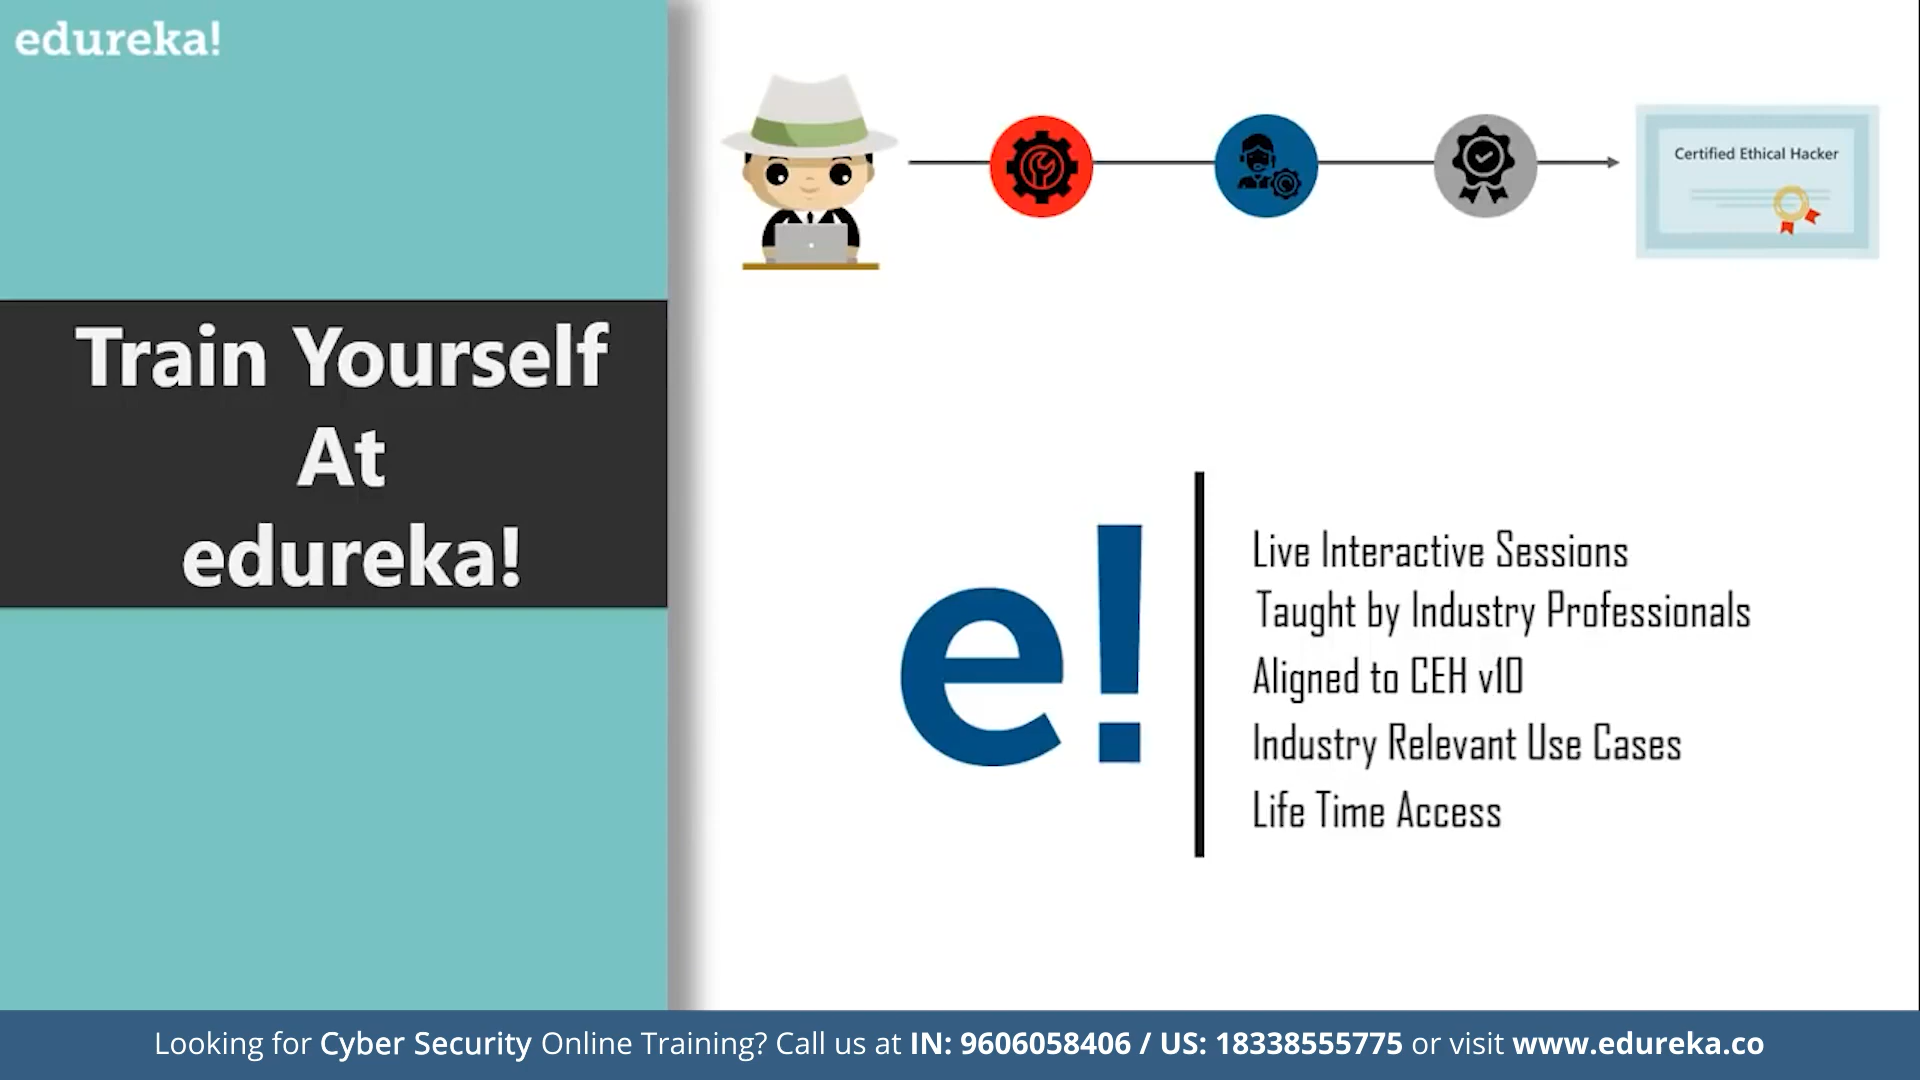 edureka!
Train Yourself
At
edureka!
Certified Ethical Hacker
e!
Live Interactive Sessions
Taught by Industry Professionals
Aligned to CEH v10
Industry Relevant Use Cases
Life Time Access
Looking for Cyber Security Online Training? Call us at IN: 9606058406 / US: 18338555775 or visit www.edureka.co